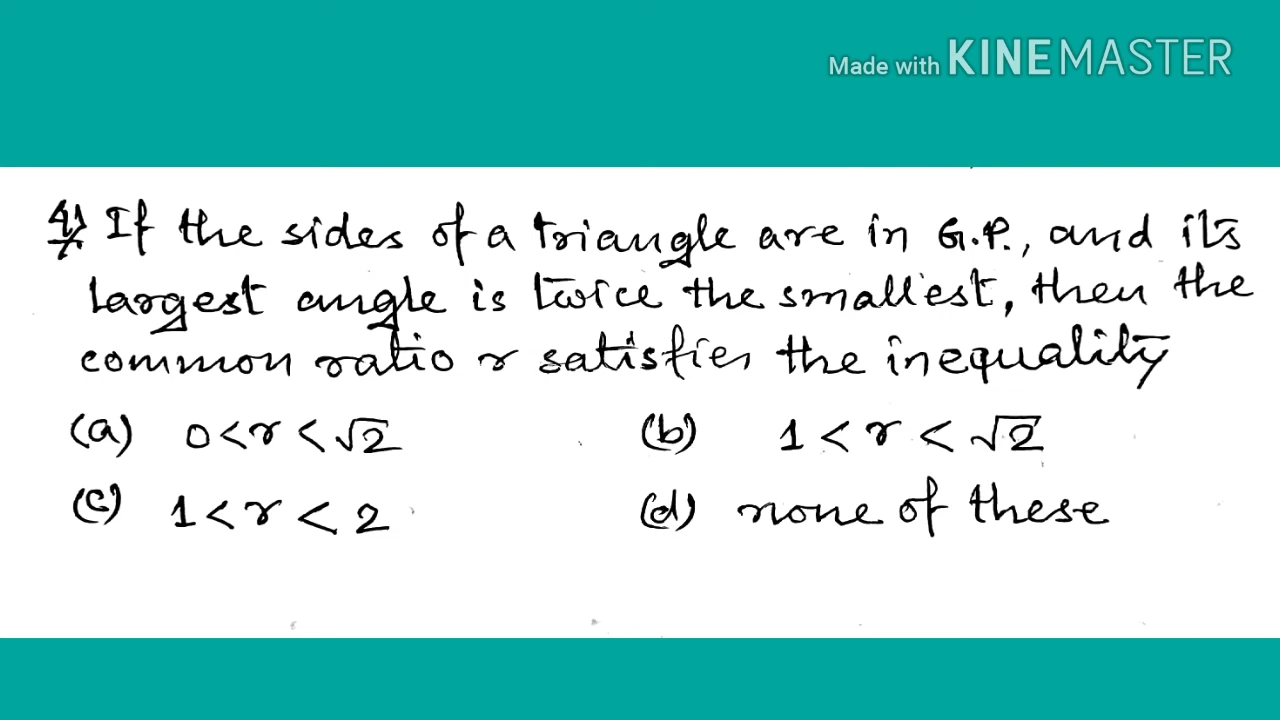 Made with KINEMASTER
Q/ If the sides of a triangle are in G.P., and its
largest angle is twice the smallest, then the
common ratio r satisfies the inequality
(a) 0 < r < √2 (b) 1 < r < √2
(c) 1 < r < 2 (d) none of these